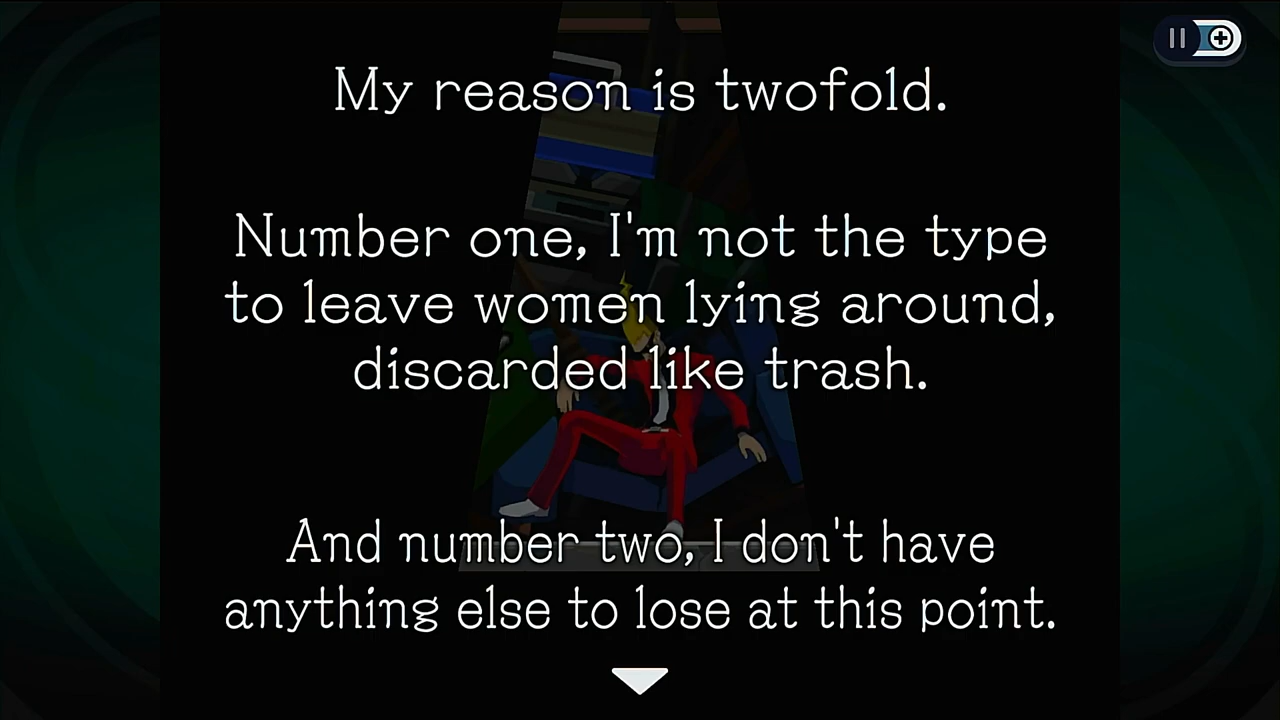 My reason is twofold.
Number one, I'm not the type
to leave women lying around,
discarded like trash.
And number two, I don't have
anything else to lose at this point.